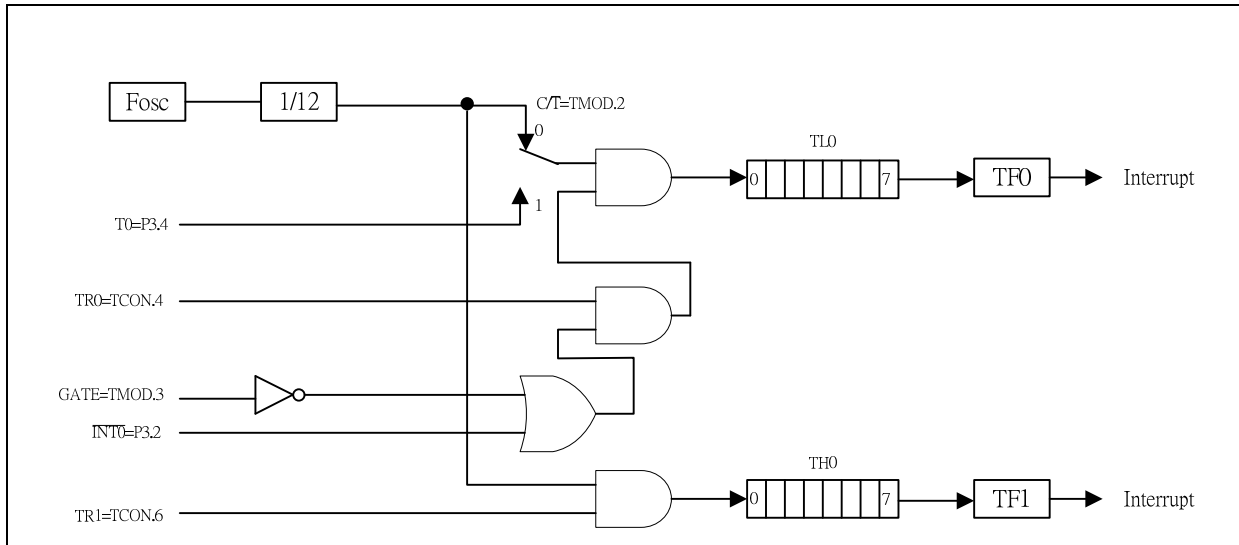 Fosc
1/12
C/T̅=TMOD.2
0
1
T0=P3.4
TL0
0 7
TF0
Interrupt
TR0=TCON.4
GATE=TMOD.3
I̅N̅T̅0̅=P3.2
TR1=TCON.6
TH0
0 7
TF1
Interrupt